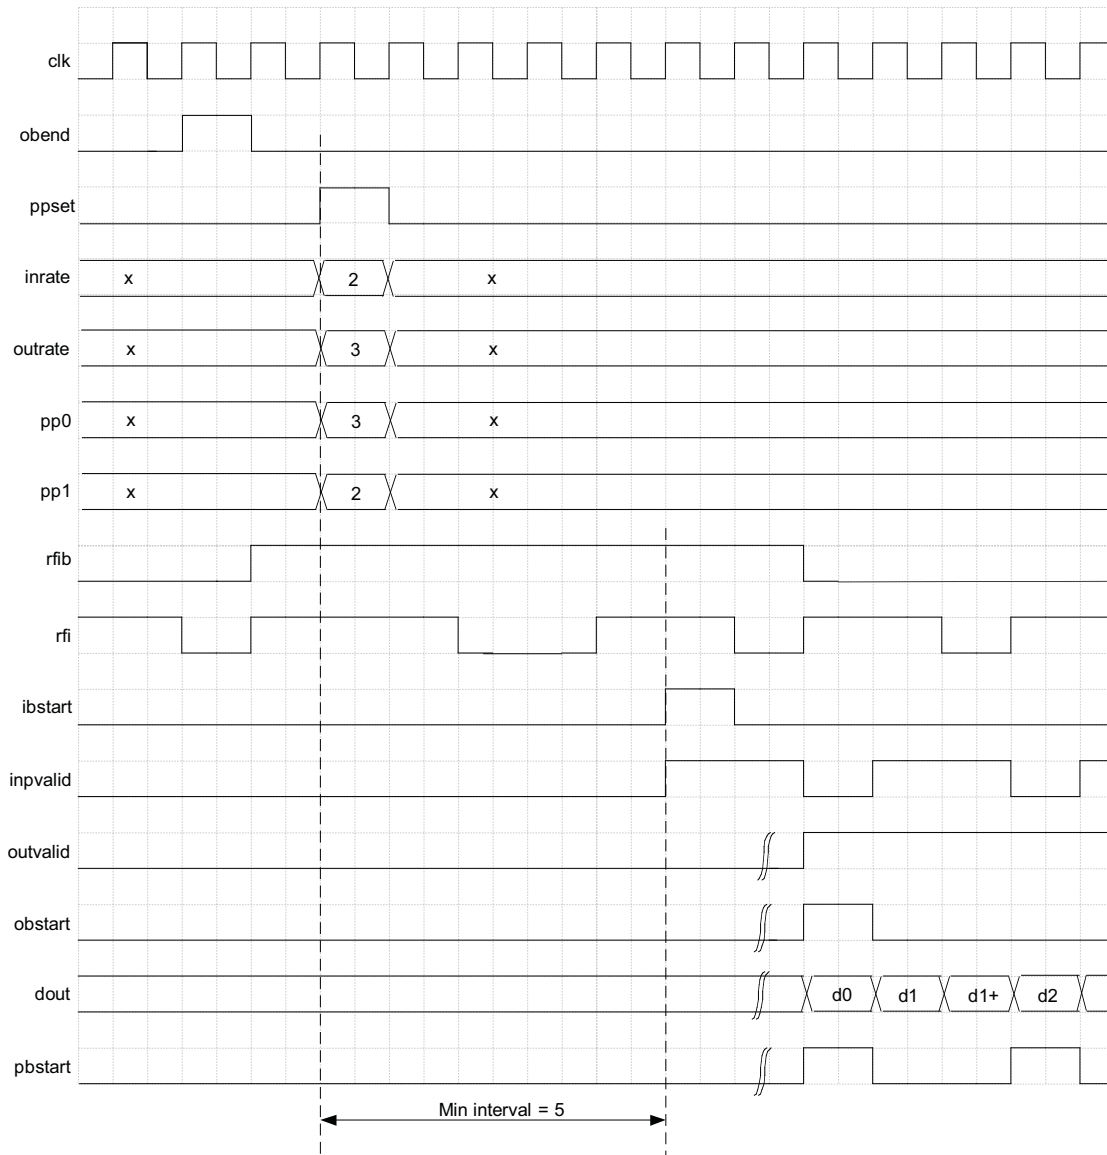 clk
obend
ppset
inrate x 2 x
outrate x 3 x
pp0 x 3 x
pp1 x 2 x
rfib
rfi
ibstart
inpvalid
outvalid
obstart
dout d0 d1 d1+ d2
pbstart
Min interval = 5